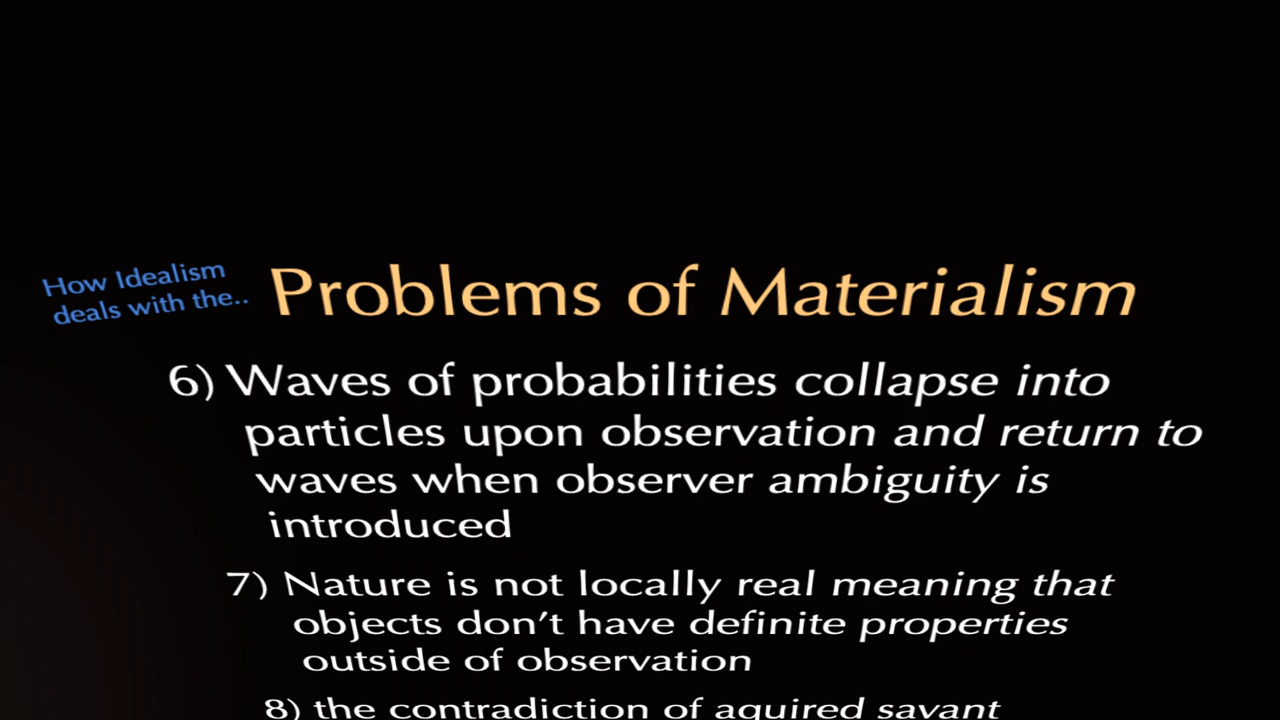 How Idealism
deals with the..
Problems of Materialism
6) Waves of probabilities collapse into
particles upon observation and return to
waves when observer ambiguity is
introduced
7) Nature is not locally real meaning that
objects don't have definite properties
outside of observation
8) the contradiction of aquired savant